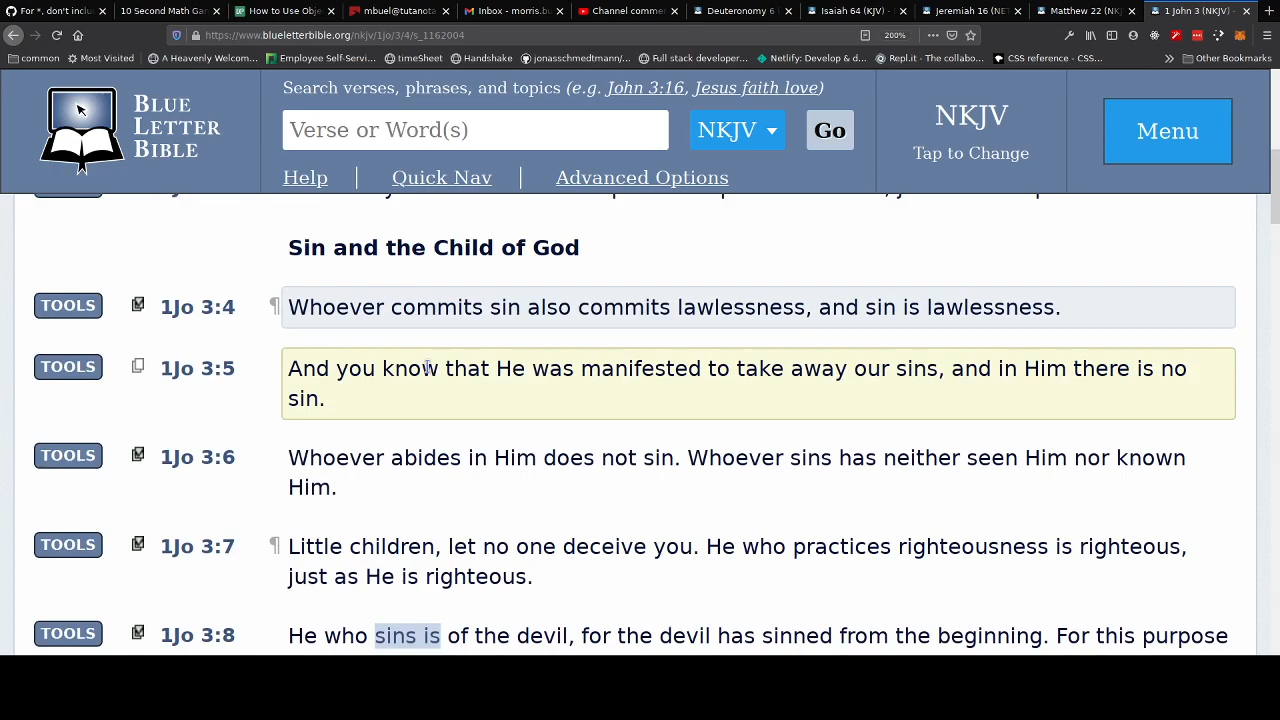 For *, don't inclu
10 Second Math Gan
How to Use Obje
mbuel@tutanota
Inbox - morris.bu
Channel commen
Deuteronomy 6
Isaiah 64 (KJV) -
Jeremiah 16 (NET
Matthew 22 (NKJV)
1 John 3 (NKJV) -
https://www.blueletterbible.org/nkjv/1jo/3/4/s_1162004
200%
common
Most Visited
A Heavenly Welcom...
Employee Self-Servi...
timeSheet
Handshake
jonasschmedtmann/...
Full stack developer...
Netlify: Develop & d...
Repl.it - The collabo...
CSS reference - CS...
Other Bookmarks
BLUE
LETTER
BIBLE
Search verses, phrases, and topics (e.g. John 3:16, Jesus faith love)
Verse or Word(s)
NKJV
Go
Help
Quick Nav
Advanced Options
NKJV
Tap to Change
Menu
Sin and the Child of God
TOOLS 1Jo 3:4 ¶ Whoever commits sin also commits lawlessness, and sin is lawlessness.
TOOLS 1Jo 3:5 And you know that He was manifested to take away our sins, and in Him there is no
sin.
TOOLS 1Jo 3:6 Whoever abides in Him does not sin. Whoever sins has neither seen Him nor known
Him.
TOOLS 1Jo 3:7 ¶ Little children, let no one deceive you. He who practices righteousness is righteous,
just as He is righteous.
TOOLS 1Jo 3:8 He who sins is of the devil, for the devil has sinned from the beginning. For this purpose